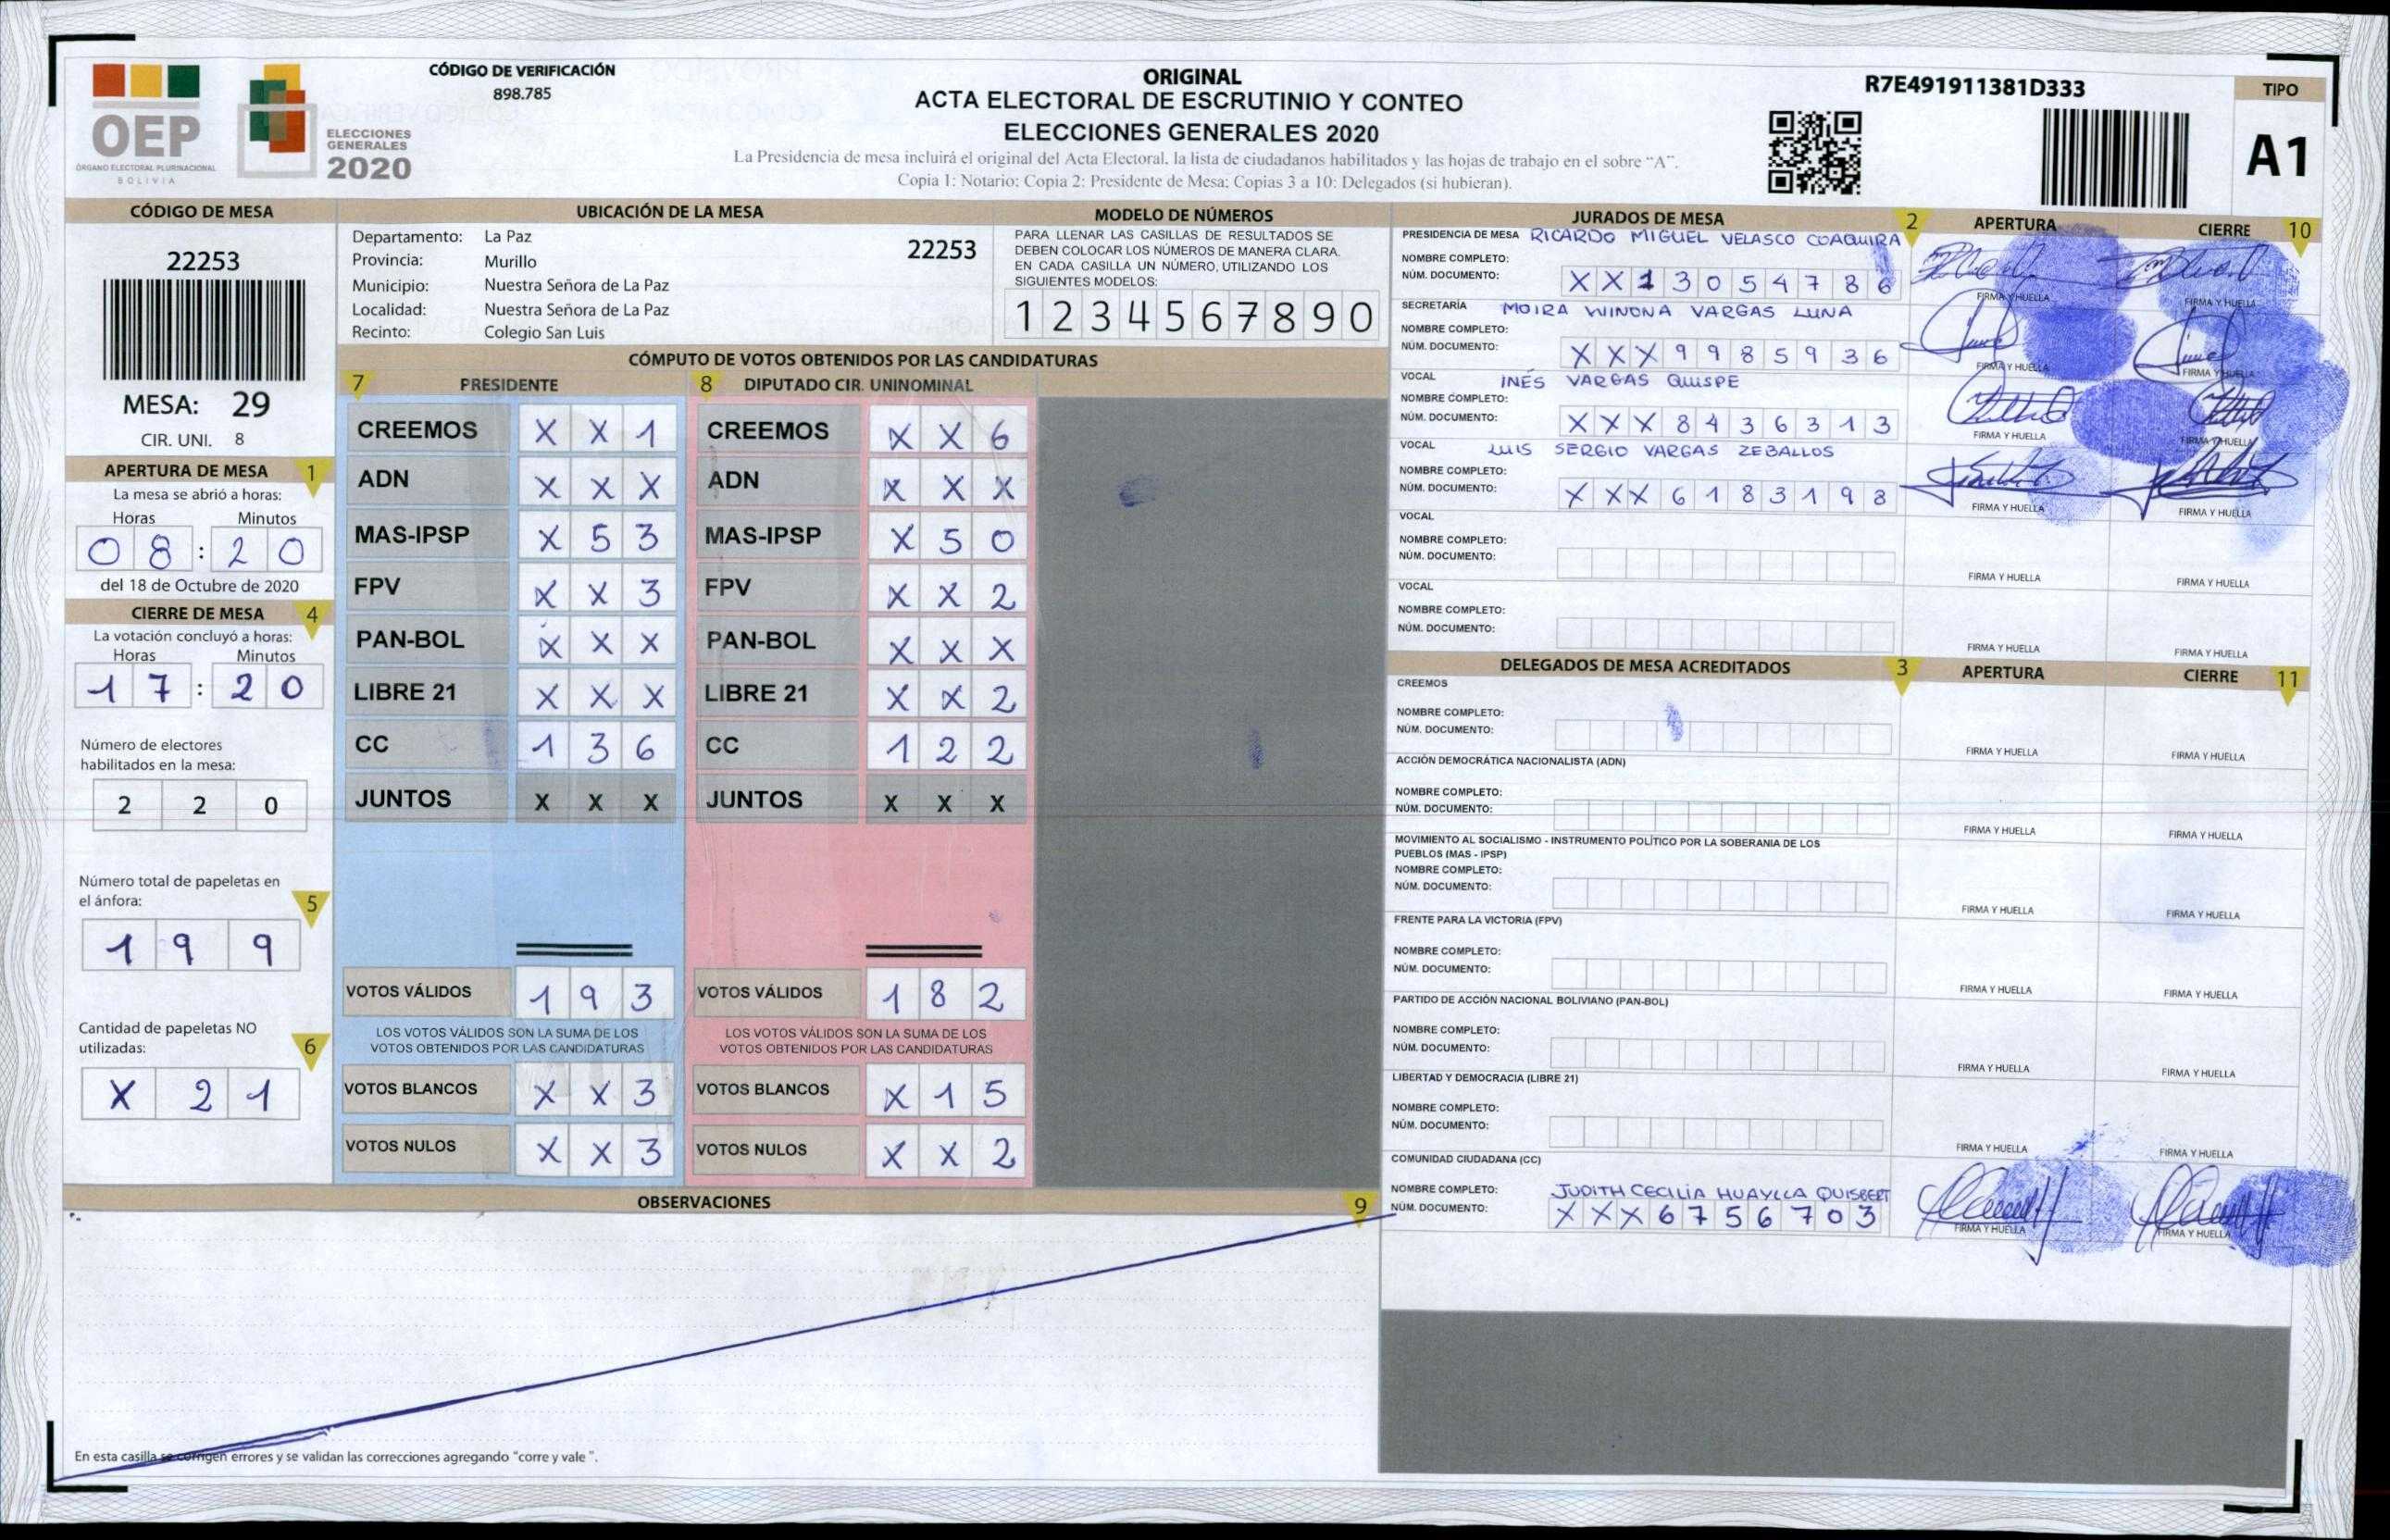 OEP
ÓRGANO ELECTORAL PLURINACIONAL
BOLIVIA
ELECCIONES
GENERALES
2020
CÓDIGO DE VERIFICACIÓN
898.785
ORIGINAL
ACTA ELECTORAL DE ESCRUTINIO Y CONTEO
ELECCIONES GENERALES 2020
La Presidencia de mesa incluirá el original del Acta Electoral, la lista de ciudadanos habilitados y las hojas de trabajo en el sobre “A”.
Copia 1: Notario; Copia 2: Presidente de Mesa; Copias 3 a 10: Delegados (si hubieran).
R7E491911381D333
TIPO
A1
CÓDIGO DE MESA
22253
MESA: 29
CIR. UNI. 8
APERTURA DE MESA 1
La mesa se abrió a horas:
Horas Minutos
08:20
del 18 de Octubre de 2020
CIERRE DE MESA 4
La votación concluyó a horas:
Horas Minutos
17:20
Número de electores
habilitados en la mesa:
2 2 0
Número total de papeletas en
el ánfora: 5
1 9 9
Cantidad de papeletas NO
utilizadas: 6
X 2 1
UBICACIÓN DE LA MESA
Departamento: La Paz 22253
Provincia: Murillo
Municipio: Nuestra Señora de La Paz
Localidad: Nuestra Señora de La Paz
Recinto: Colegio San Luis
MODELO DE NÚMEROS
PARA LLENAR LAS CASILLAS DE RESULTADOS SE
DEBEN COLOCAR LOS NÚMEROS DE MANERA CLARA.
EN CADA CASILLA UN NÚMERO, UTILIZANDO LOS
SIGUIENTES MODELOS:
1 2 3 4 5 6 7 8 9 0
CÓMPUTO DE VOTOS OBTENIDOS POR LAS CANDIDATURAS
7 PRESIDENTE
CREEMOS X X 1
ADN X X X
MAS-IPSP X 5 3
FPV X X 3
PAN-BOL X X X
LIBRE 21 X X X
CC 1 3 6
JUNTOS X X X
VOTOS VÁLIDOS 1 9 3
LOS VOTOS VÁLIDOS SON LA SUMA DE LOS
VOTOS OBTENIDOS POR LAS CANDIDATURAS
VOTOS BLANCOS X X 3
VOTOS NULOS X X 3
8 DIPUTADO CIR. UNINOMINAL
CREEMOS X X 6
ADN X X X
MAS-IPSP X 5 0
FPV X X 2
PAN-BOL X X X
LIBRE 21 X X 2
CC 1 2 2
JUNTOS X X X
VOTOS VÁLIDOS 1 8 2
LOS VOTOS VÁLIDOS SON LA SUMA DE LOS
VOTOS OBTENIDOS POR LAS CANDIDATURAS
VOTOS BLANCOS X 1 5
VOTOS NULOS X X 2
OBSERVACIONES 9
En esta casilla se corrigen errores y se validan las correcciones agregando “corre y vale”.
JURADOS DE MESA 2 APERTURA CIERRE 10
PRESIDENCIA DE MESA RICARDO MIGUEL VELASCO COAQUIRA
NOMBRE COMPLETO:
NÚM. DOCUMENTO: X X 1 3 0 5 4 7 8 6
FIRMA Y HUELLA FIRMA Y HUELLA
SECRETARÍA MOIRA WINONA VARGAS LUNA
NOMBRE COMPLETO:
NÚM. DOCUMENTO: X X X 9 9 8 5 9 3 6
FIRMA Y HUELLA FIRMA Y HUELLA
VOCAL INÉS VARGAS QUISPE
NOMBRE COMPLETO:
NÚM. DOCUMENTO: X X X 8 4 3 6 3 1 3
FIRMA Y HUELLA FIRMA Y HUELLA
VOCAL LUIS SERGIO VARGAS ZEBALLOS
NOMBRE COMPLETO:
NÚM. DOCUMENTO: X X X 6 1 8 3 1 9 8
FIRMA Y HUELLA FIRMA Y HUELLA
VOCAL
NOMBRE COMPLETO:
NÚM. DOCUMENTO:
FIRMA Y HUELLA FIRMA Y HUELLA
VOCAL
NOMBRE COMPLETO:
NÚM. DOCUMENTO:
FIRMA Y HUELLA FIRMA Y HUELLA
DELEGADOS DE MESA ACREDITADOS 3 APERTURA CIERRE 11
CREEMOS
NOMBRE COMPLETO:
NÚM. DOCUMENTO:
FIRMA Y HUELLA FIRMA Y HUELLA
ACCIÓN DEMOCRÁTICA NACIONALISTA (ADN)
NOMBRE COMPLETO:
NÚM. DOCUMENTO:
FIRMA Y HUELLA FIRMA Y HUELLA
MOVIMIENTO AL SOCIALISMO - INSTRUMENTO POLÍTICO POR LA SOBERANIA DE LOS
PUEBLOS (MAS - IPSP)
NOMBRE COMPLETO:
NÚM. DOCUMENTO:
FIRMA Y HUELLA FIRMA Y HUELLA
FRENTE PARA LA VICTORIA (FPV)
NOMBRE COMPLETO:
NÚM. DOCUMENTO:
FIRMA Y HUELLA FIRMA Y HUELLA
PARTIDO DE ACCIÓN NACIONAL BOLIVIANO (PAN-BOL)
NOMBRE COMPLETO:
NÚM. DOCUMENTO:
FIRMA Y HUELLA FIRMA Y HUELLA
LIBERTAD Y DEMOCRACIA (LIBRE 21)
NOMBRE COMPLETO:
NÚM. DOCUMENTO:
FIRMA Y HUELLA FIRMA Y HUELLA
COMUNIDAD CIUDADANA (CC)
NOMBRE COMPLETO: JUDITH CECILIA HUAYLLA QUISBERT
NÚM. DOCUMENTO: X X X 6 7 5 6 7 0 3
FIRMA Y HUELLA FIRMA Y HUELLA